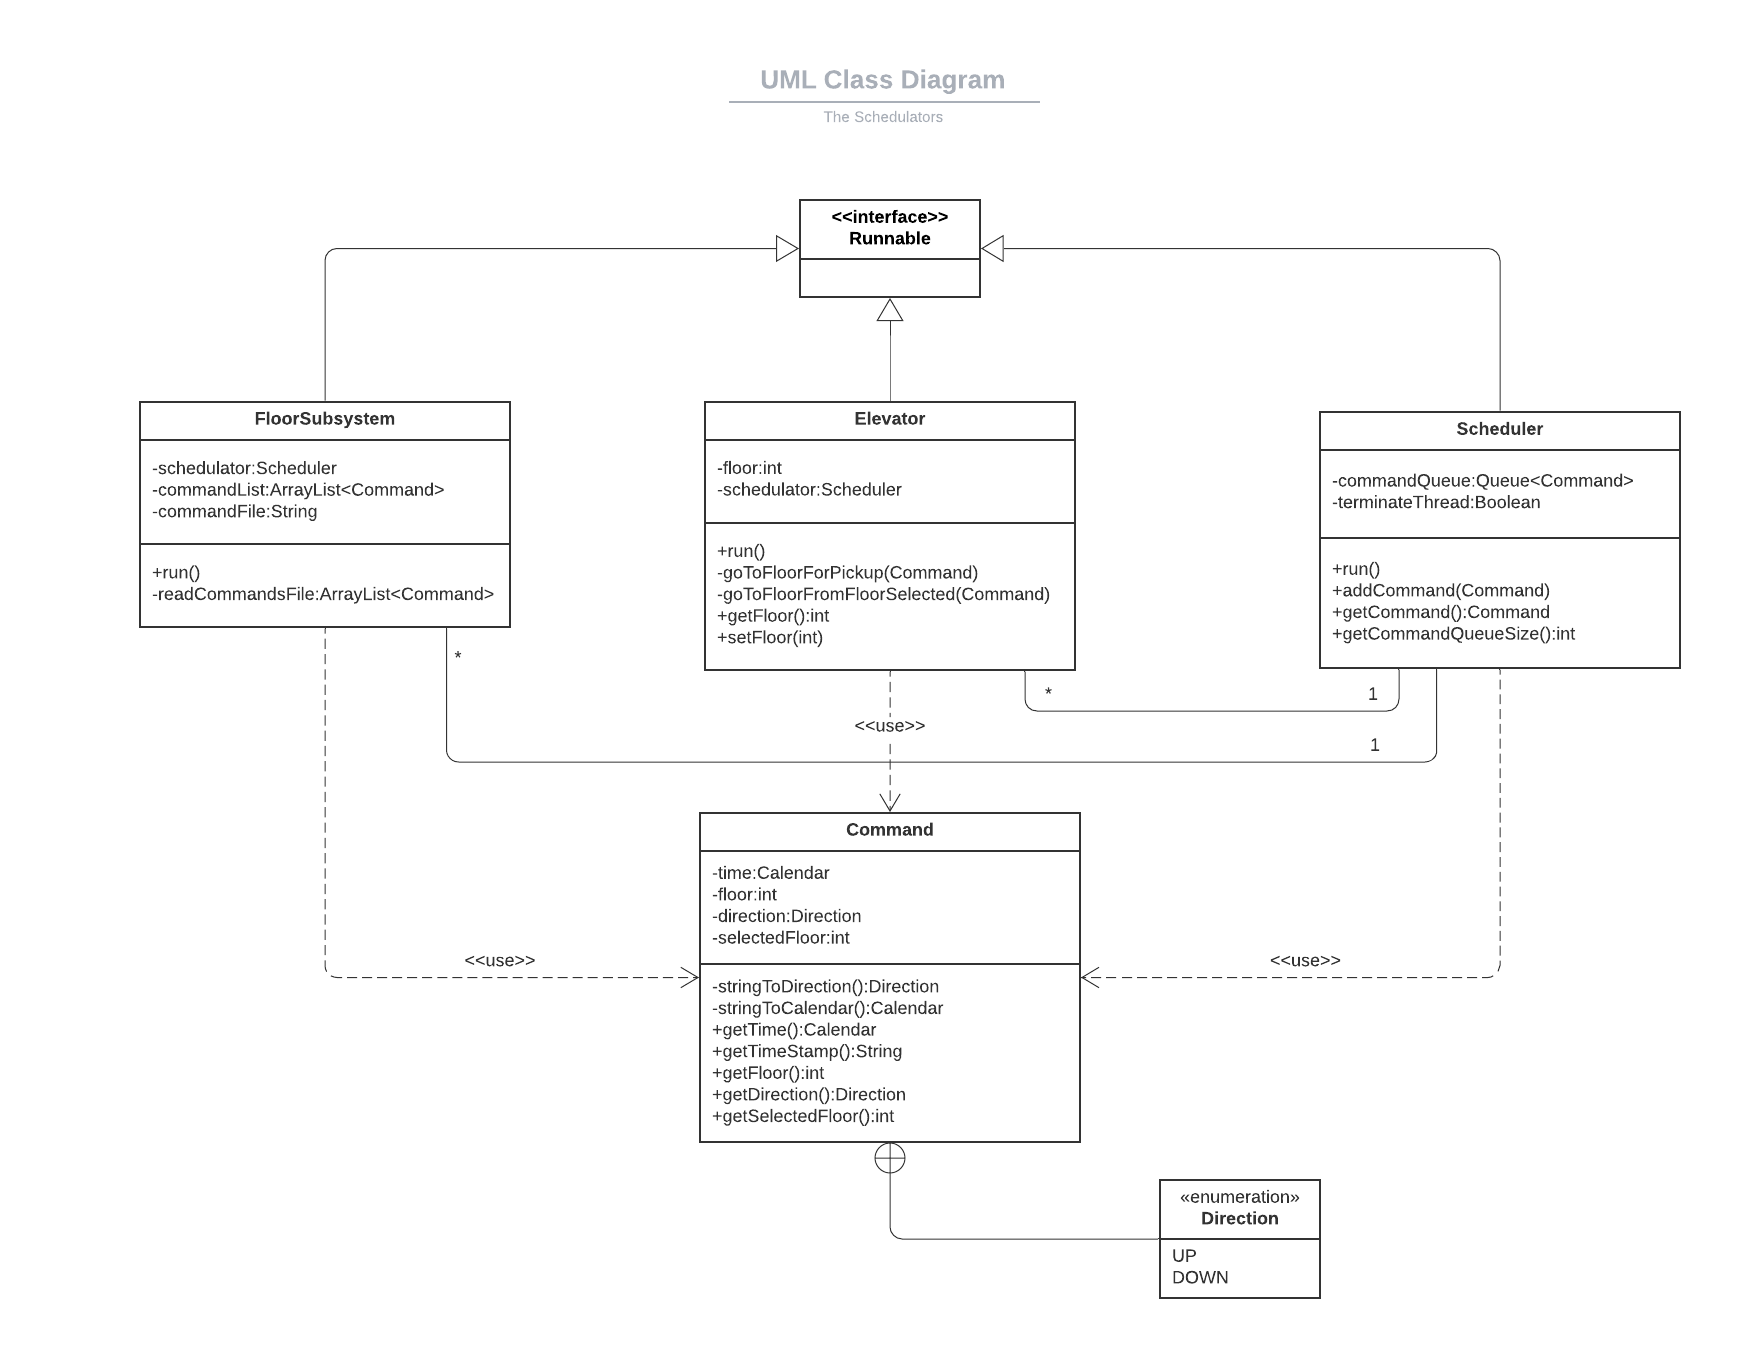 UML Class Diagram
The Schedulators
<<interface>>
Runnable
FloorSubsystem
-schedulator:Scheduler
-commandList:ArrayList<Command>
-commandFile:String
+run()
-readCommandsFile:ArrayList<Command>
*
Elevator
-floor:int
-schedulator:Scheduler
+run()
-goToFloorForPickup(Command)
-goToFloorFromFloorSelected(Command)
+getFloor():int
+setFloor(int)
Scheduler
-commandQueue:Queue<Command>
-terminateThread:Boolean
+run()
+addCommand(Command)
+getCommand():Command
+getCommandQueueSize():int
*
1
<<use>>
1
Command
-time:Calendar
-floor:int
-direction:Direction
-selectedFloor:int
-stringToDirection():Direction
-stringToCalendar():Calendar
+getTime():Calendar
+getTimeStamp():String
+getFloor():int
+getDirection():Direction
+getSelectedFloor():int
<<use>>
<<use>>
«enumeration»
Direction
UP
DOWN